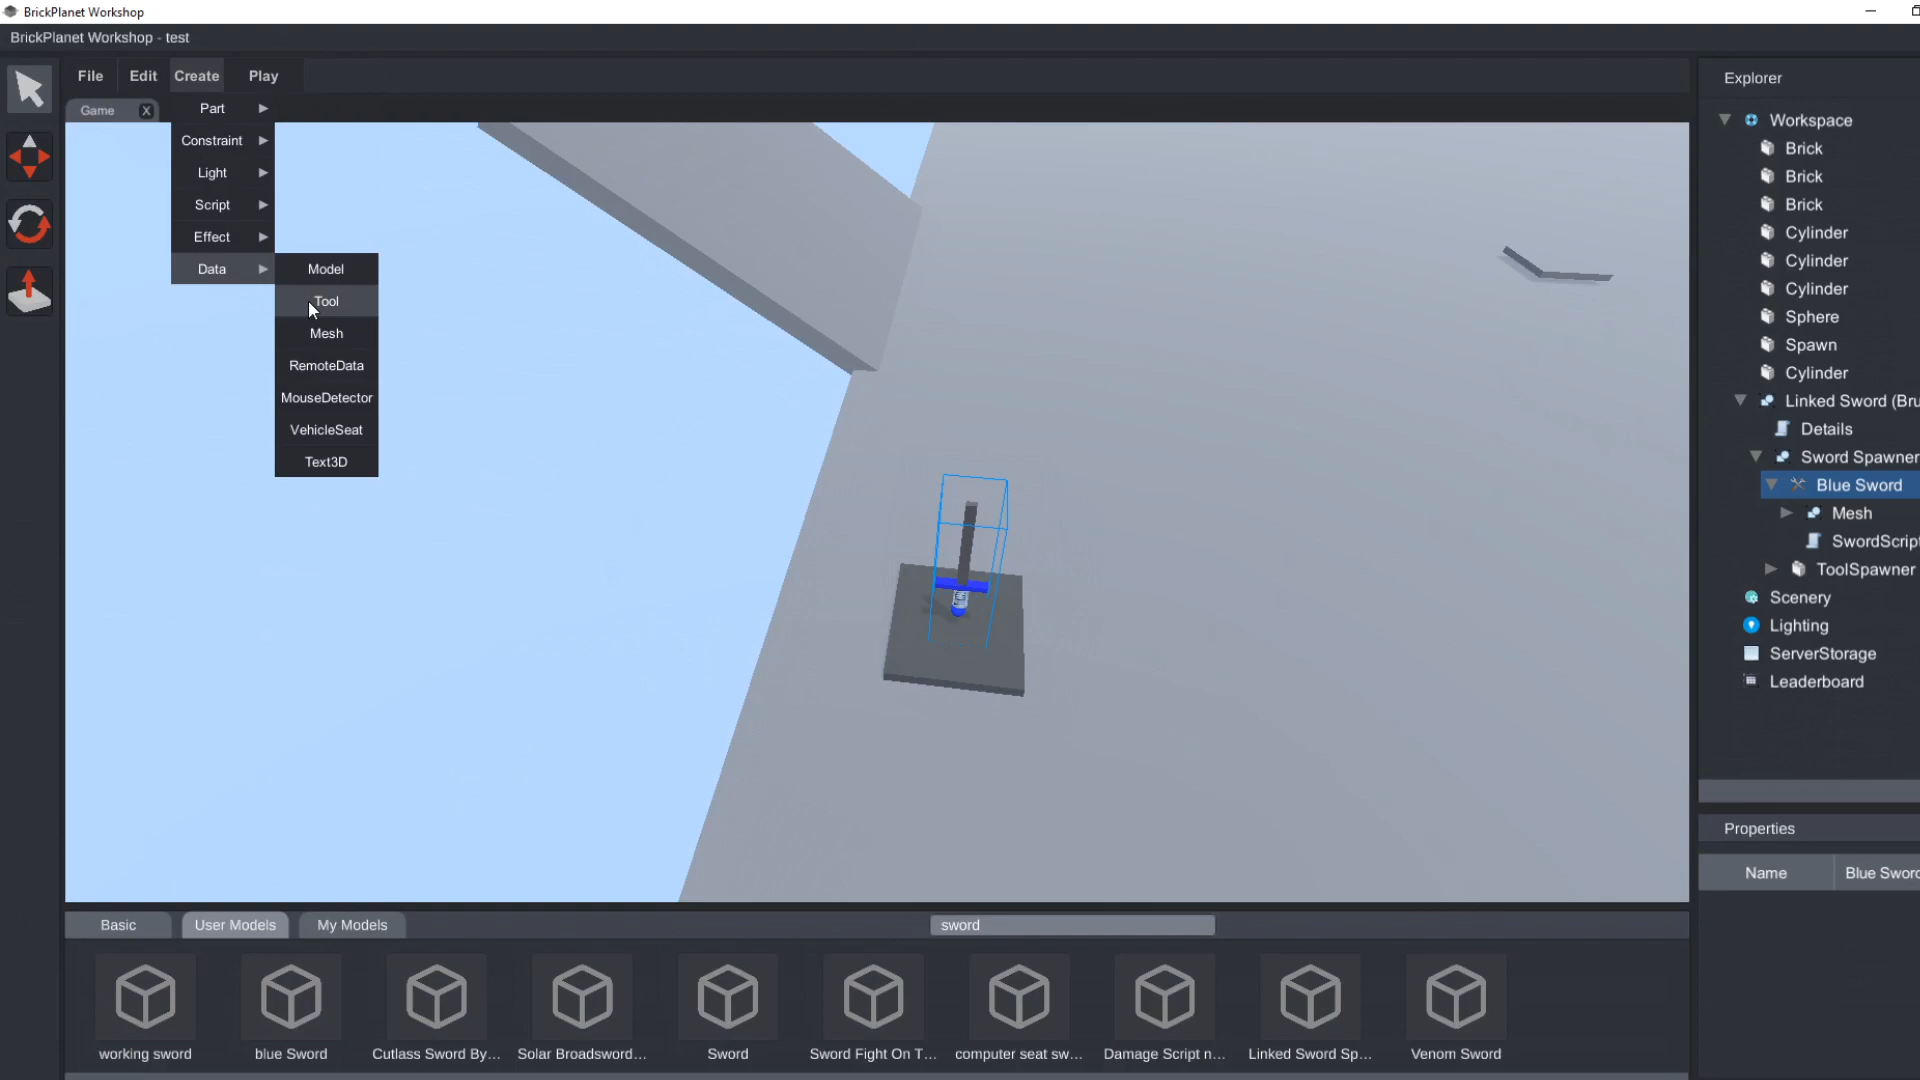 BrickPlanet Workshop
BrickPlanet Workshop - test
File Edit Create Play
Game X
Part
Constraint
Light
Script
Effect
Data
Model
Tool
Mesh
RemoteData
MouseDetector
VehicleSeat
Text3D
Explorer
Workspace
Brick
Brick
Brick
Cylinder
Cylinder
Cylinder
Sphere
Spawn
Cylinder
Linked Sword (Bru
Details
Sword Spawner
Blue Sword
Mesh
SwordScript
ToolSpawner
Scenery
Lighting
ServerStorage
Leaderboard
Properties
Name Blue Sword
Basic User Models My Models sword
working sword blue Sword Cutlass Sword By... Solar Broadsword... Sword Sword Fight On T... computer seat sw... Damage Script n... Linked Sword Sp... Venom Sword